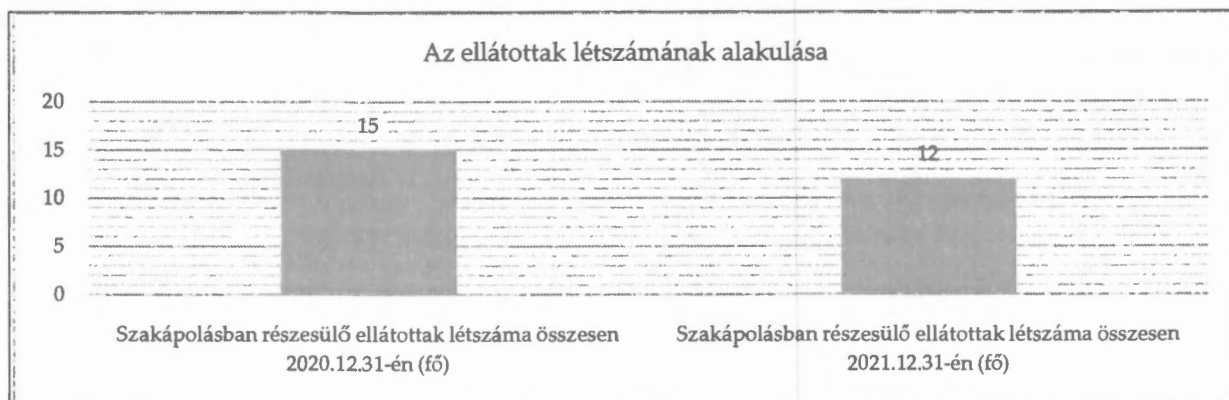 Az ellátottak létszámának alakulása
20
15
10
5
0
15
12
Szakápolásban részesülő ellátottak létszáma összesen
2020.12.31-én (fő)
Szakápolásban részesülő ellátottak létszáma összesen
2021.12.31-én (fő)